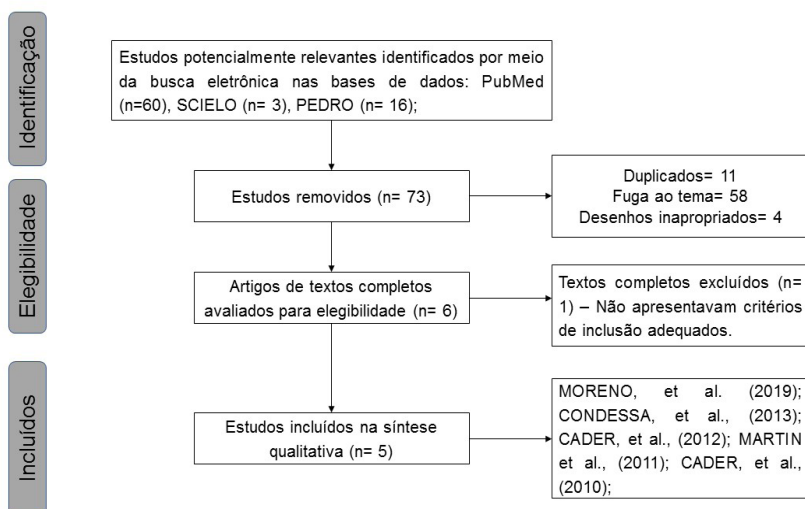 Identificação
Estudos potencialmente relevantes identificados por meio
da busca eletrônica nas bases de dados: PubMed
(n=60), SCIELO (n= 3), PEDRO (n= 16);
Estudos removidos (n= 73)
Duplicados= 11
Fuga ao tema= 58
Desenhos inapropriados= 4
Elegibilidade
Artigos de textos completos
avaliados para elegibilidade (n= 6)
Textos completos excluídos (n=
1) – Não apresentavam critérios
de inclusão adequados.
Incluídos
Estudos incluídos na síntese
qualitativa (n= 5)
MORENO, et al. (2019);
CONDESSA, et al., (2013);
CADER, et al., (2012); MARTIN
et al., (2011); CADER, et al.,
(2010);